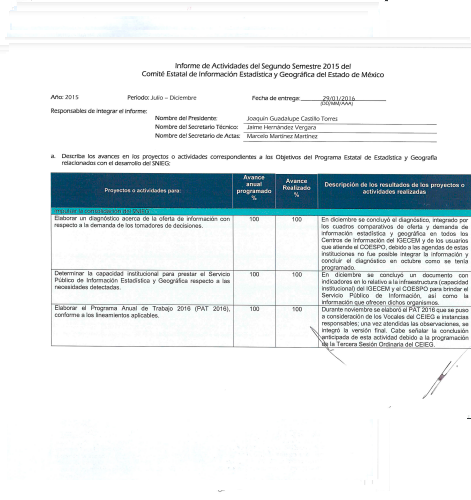 Informe de Actividades del Segundo Semestre 2015 del
Comité Estatal de Información Estadística y Geográfica del Estado de México
Año: 2015 Período: Julio – Diciembre Fecha de entrega: 29/01/2016
(DD/MM/AAA)
Responsables de integrar el informe:
Nombre del Presidente: Joaquín Guadalupe Castillo Torres
Nombre del Secretario Técnico: Jaime Hernández Vergara
Nombre del Secretario de Actas: Marcelo Martínez Martínez
a. Describe los avances en los proyectos o actividades correspondientes a los Objetivos del Programa Estatal de Estadística y Geografía
relacionados con el desarrollo del SNIEG:
Proyectos o actividades para:
Avance
anual
programado
%
Avance
Realizado
%
Descripción de los resultados de los proyectos o
actividades realizadas
Impulsar la consolidación del SNIEG
Elaborar un diagnóstico acerca de la oferta de información con
respecto a la demanda de los tomadores de decisiones.
100
100
En diciembre se concluyó el diagnóstico, integrado por
los cuadros comparativos de oferta y demanda de
información estadística y geográfica en todos los
Centros de Información del IGECEM y de los usuarios
que atiende el COESPO, debido a las agendas de estas
instituciones no fue posible integrar la información y
concluir el diagnóstico en octubre como se tenía
programado.
Determinar la capacidad institucional para prestar el Servicio
Público de Información Estadística y Geográfica respecto a las
necesidades detectadas.
100
100
En diciembre se concluyó un documento con
indicadores en lo relativo a la infraestructura (capacidad
institucional) del IGECEM y el COESPO para brindar el
Servicio Público de Información, así como la
información que ofrecen dichos organismos.
Elaborar el Programa Anual de Trabajo 2016 (PAT 2016),
conforme a los lineamientos aplicables.
100
100
Durante noviembre se elaboró el PAT 2016 que se puso
a consideración de los Vocales del CEIEG e instancias
responsables; una vez atendidas las observaciones, se
integró la versión final. Cabe señalar la conclusión
anticipada de esta actividad debido a la programación
de la Tercera Sesión Ordinaria del CEIEG.